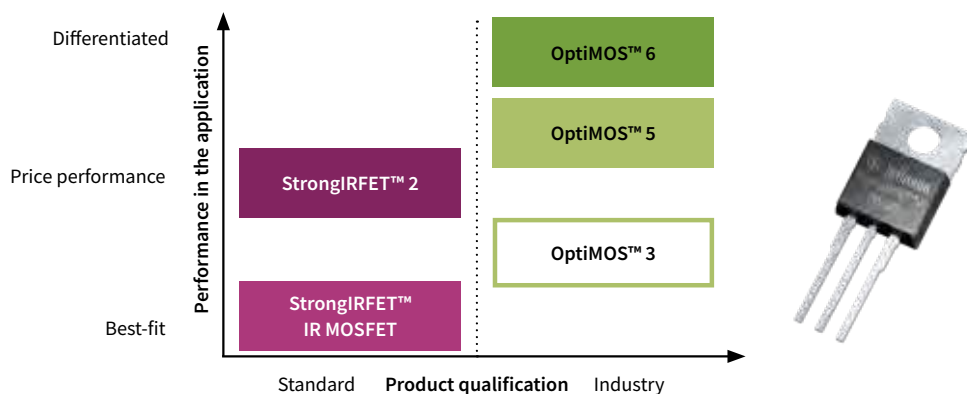 Differentiated
OptiMOS™ 6
OptiMOS™ 5
Price performance
StrongIRFET™ 2
OptiMOS™ 3
StrongIRFET™
IR MOSFET
Best-fit
Performance in the application
Standard Product qualification Industry